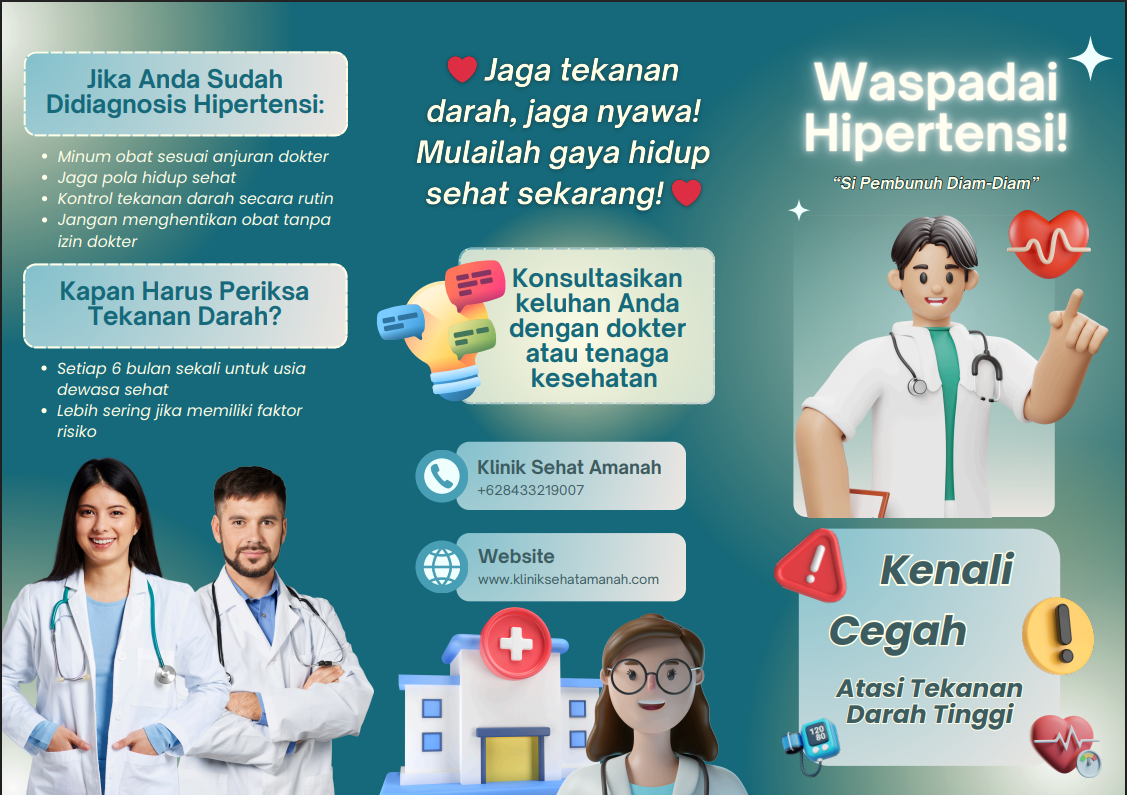 Jika Anda Sudah
Didiagnosis Hipertensi:
• Minum obat sesuai anjuran dokter
• Jaga pola hidup sehat
• Kontrol tekanan darah secara rutin
• Jangan menghentikan obat tanpa
izin dokter
Kapan Harus Periksa
Tekanan Darah?
• Setiap 6 bulan sekali untuk usia
dewasa sehat
• Lebih sering jika memiliki faktor
risiko
❤️ Jaga tekanan
darah, jaga nyawa!
Mulailah gaya hidup
sehat sekarang! ❤️
Konsultasikan
keluhan Anda
dengan dokter
atau tenaga
kesehatan
Klinik Sehat Amanah
+628433219007
Website
www.kliniksehatamanah.com
Waspadai
Hipertensi!
“Si Pembunuh Diam-Diam”
Kenali
Cegah
Atasi Tekanan
Darah Tinggi
120
80